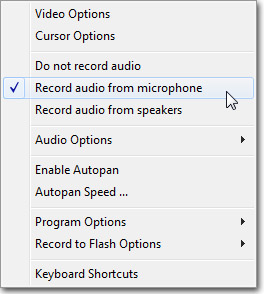 Video Options
Cursor Options
Do not record audio
Record audio from microphone
Record audio from speakers
Audio Options
Enable Autopan
Autopan Speed ...
Program Options
Record to Flash Options
Keyboard Shortcuts